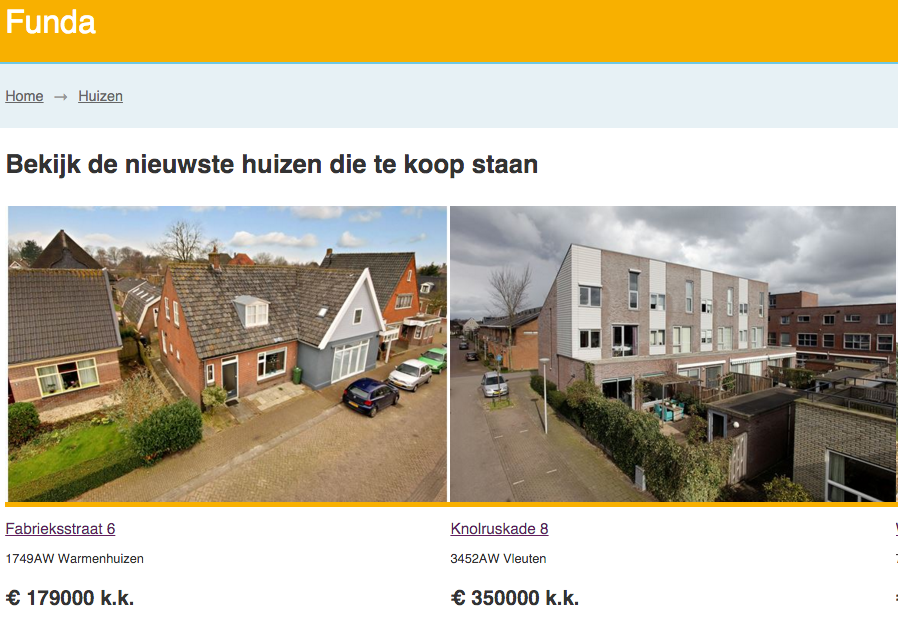 Funda
Home → Huizen
Bekijk de nieuwste huizen die te koop staan
Fabrieksstraat 6
1749AW Warmenhuizen
€ 179000 k.k.
Knolruskade 8
3452AW Vleuten
€ 350000 k.k.